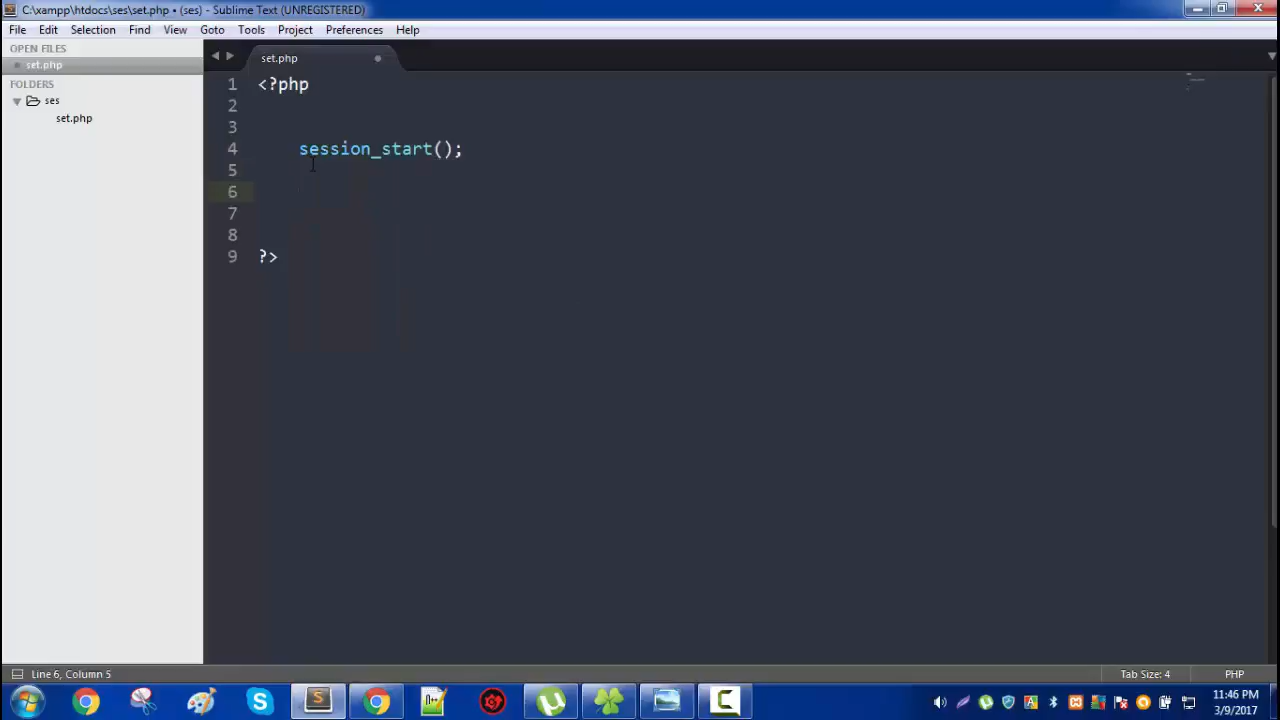 C:\xampp\htdocs\ses\set.php • (ses) - Sublime Text (UNREGISTERED)
File Edit Selection Find View Goto Tools Project Preferences Help
OPEN FILES
set.php
FOLDERS
ses
set.php
set.php
1 <?php
2
3
4 session_start();
5
6
7
8
9 ?>
Line 6, Column 5
Tab Size: 4
PHP
11:46 PM
3/9/2017